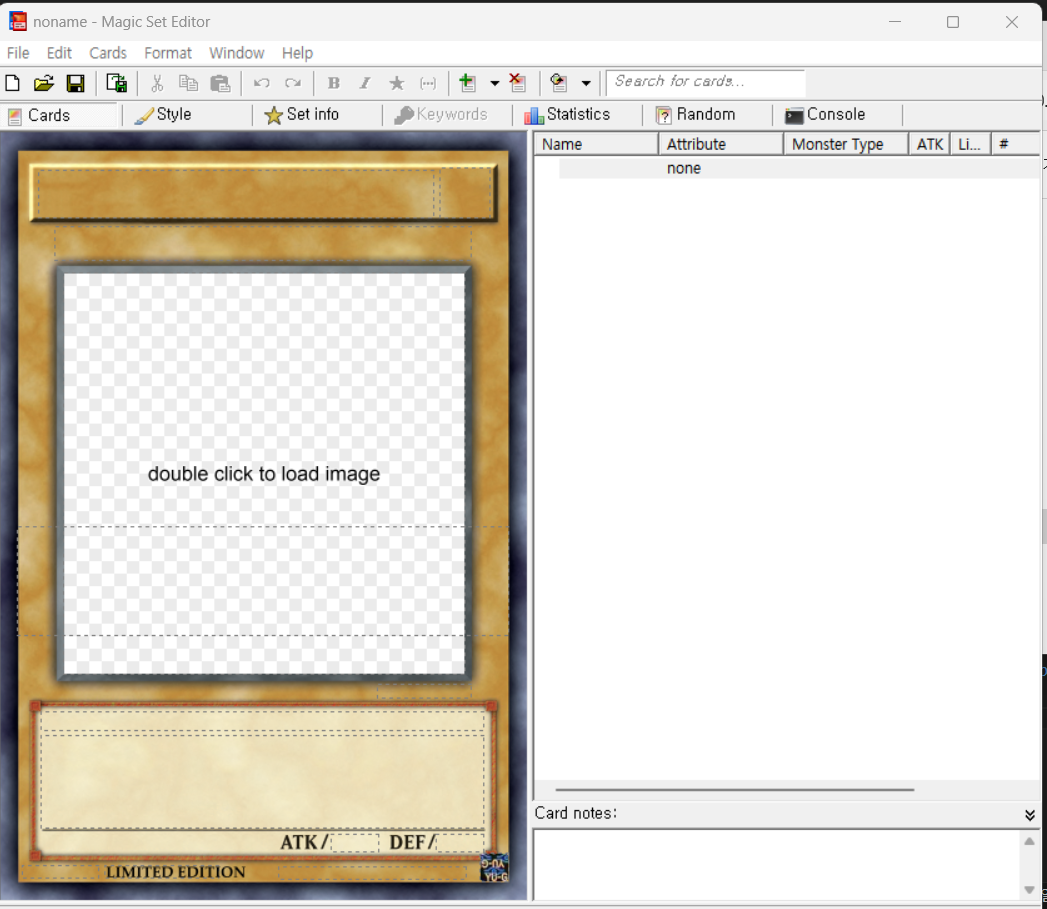 noname - Magic Set Editor
File Edit Cards Format Window Help
B I Search for cards...
Cards Style Set info Keywords Statistics Random Console
Name Attribute Monster Type ATK Li... #
none
double click to load image
Card notes:
ATK/ DEF/
LIMITED EDITION